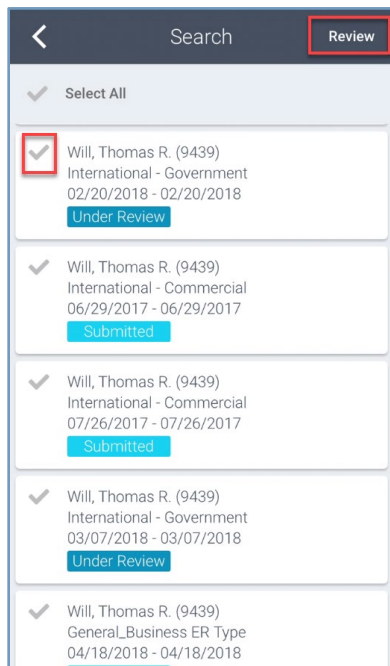 Search
Review
Select All
Will, Thomas R. (9439)
International - Government
02/20/2018 - 02/20/2018
Under Review
Will, Thomas R. (9439)
International - Commercial
06/29/2017 - 06/29/2017
Submitted
Will, Thomas R. (9439)
International - Commercial
07/26/2017 - 07/26/2017
Submitted
Will, Thomas R. (9439)
International - Government
03/07/2018 - 03/07/2018
Under Review
Will, Thomas R. (9439)
General_Business ER Type
04/18/2018 - 04/18/2018